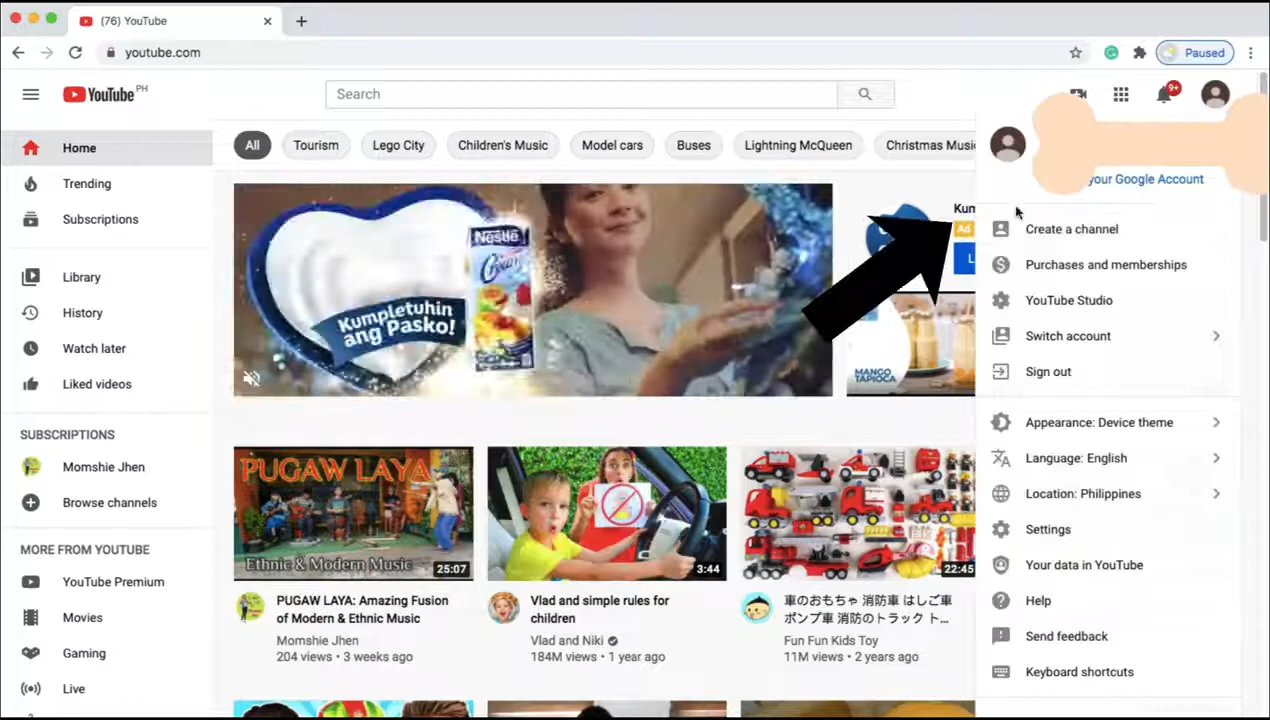 (76) YouTube
youtube.com
Paused
YouTube PH
Search
9+
Home
Trending
Subscriptions
Library
History
Watch later
Liked videos
SUBSCRIPTIONS
Momshie Jhen
Browse channels
MORE FROM YOUTUBE
YouTube Premium
Movies
Gaming
Live
All
Tourism
Lego City
Children's Music
Model cars
Buses
Lightning McQueen
Christmas Music
Nestlé
Cream
Kumpletuhin
ang Pasko!
Kum
Ad
L
MANGO
TAPIOCA
PUGAW LAYA
Ethnic & Modern Music
25:07
PUGAW LAYA: Amazing Fusion
of Modern & Ethnic Music
Momshie Jhen
204 views • 3 weeks ago
3:44
Vlad and simple rules for
children
Vlad and Niki
184M views • 1 year ago
22:45
車のおもちゃ 消防車 はしご車
ポンプ車 消防のトラック ト...
Fun Fun Kids Toy
11M views • 2 years ago
your Google Account
Create a channel
Purchases and memberships
YouTube Studio
Switch account
Sign out
Appearance: Device theme
Language: English
Location: Philippines
Settings
Your data in YouTube
Help
Send feedback
Keyboard shortcuts